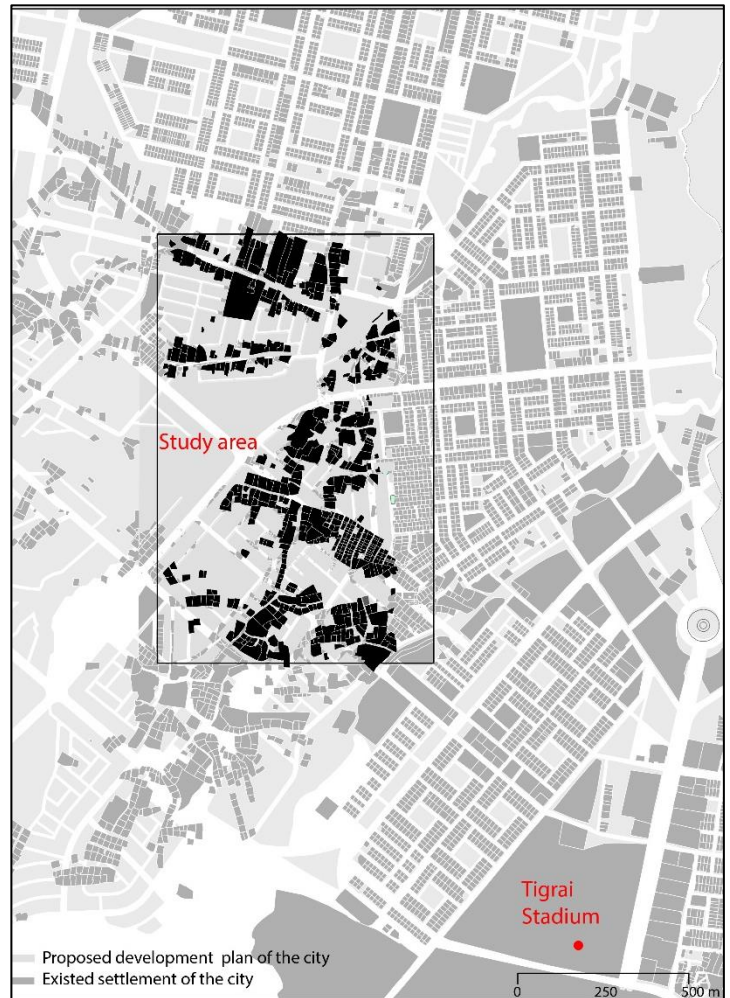 Study area
Tigrai
Stadium
Proposed development plan of the city
Existed settlement of the city
0 250 500 m